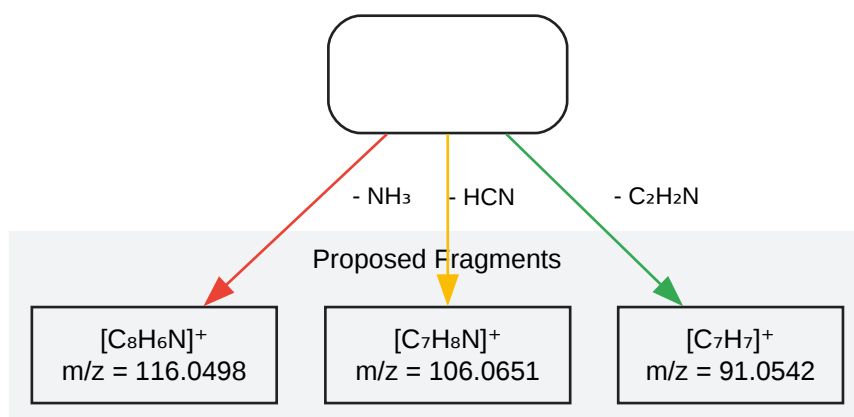 - NH₃
- HCN
- C₂H₂N
Proposed Fragments
[C₈H₆N]⁺
m/z = 116.0498
[C₇H₈N]⁺
m/z = 106.0651
[C₇H₇]⁺
m/z = 91.0542